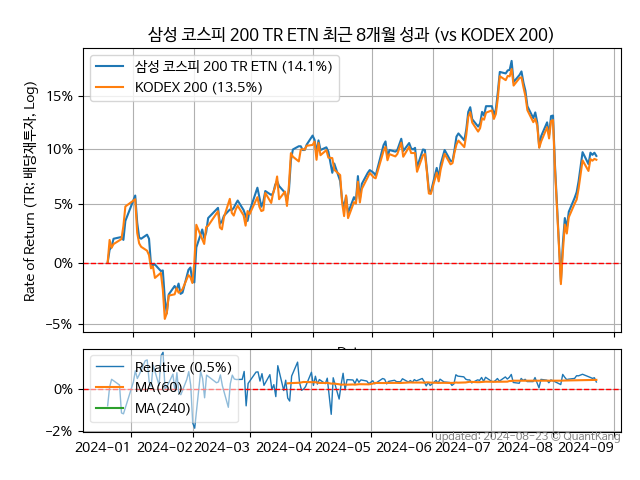 삼성 코스피 200 TR ETN 최근 8개월 성과 (vs KODEX 200)
삼성 코스피 200 TR ETN (14.1%)
KODEX 200 (13.5%)
Rate of Return (TR: 배당재투자, Log)
15%
10%
5%
0%
−5%
Relative (0.5%)
MA(60)
MA(240)
0%
−2%
updated: 2024-08-23 © QuantKang
2024-01
2024-02
2024-03
2024-04
2024-05
2024-06
2024-07
2024-08
2024-09